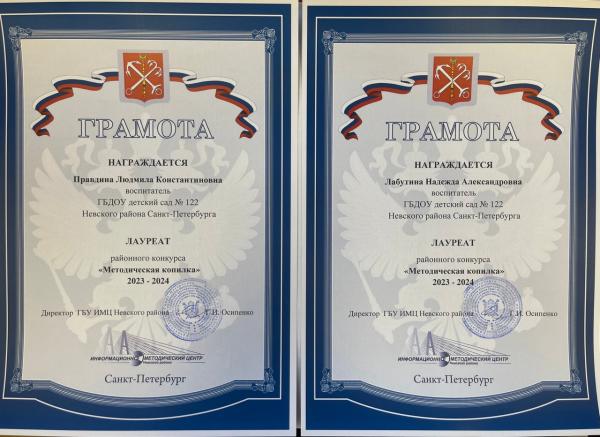 ГРАМОТА
НАГРАЖДАЕТСЯ
Правдина Людмила Константиновна
воспитатель
ГБДОУ детский сад № 122
Невского района Санкт-Петербурга
ЛАУРЕАТ
районного конкурса
«Методическая копилка»
2023 - 2024
Директор ГБУ ИМЦ Невского района Г.И. Осипенко
ИНФОРМАЦИОННО МЕТОДИЧЕСКИЙ ЦЕНТР
Санкт-Петербург
ГРАМОТА
НАГРАЖДАЕТСЯ
Лабутина Надежда Александровна
воспитатель
ГБДОУ детский сад № 122
Невского района Санкт-Петербурга
ЛАУРЕАТ
районного конкурса
«Методическая копилка»
2023 - 2024
Директор ГБУ ИМЦ Невского района Г.И. Осипенко
ИНФОРМАЦИОННО МЕТОДИЧЕСКИЙ ЦЕНТР
Санкт-Петербург